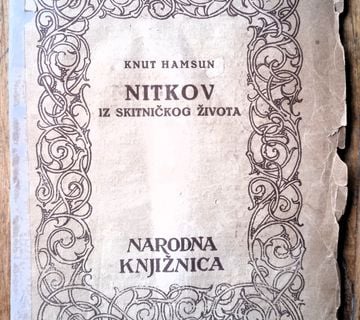 KNUT HAMSUN
NITKOV
IZ SKITNIČKOG ŽIVOTA
NARODNA
KNJIŽNICA